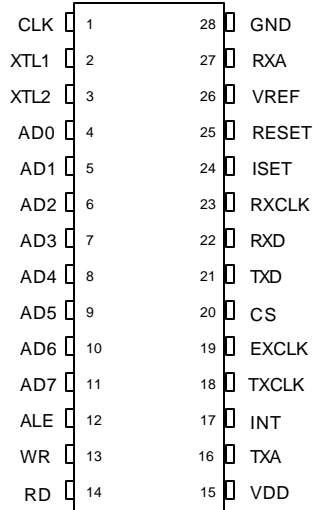 CLK 1 28 GND
XTL1 2 27 RXA
XTL2 3 26 VREF
AD0 4 25 RESET
AD1 5 24 ISET
AD2 6 23 RXCLK
AD3 7 22 RXD
AD4 8 21 TXD
AD5 9 20 CS
AD6 10 19 EXCLK
AD7 11 18 TXCLK
ALE 12 17 INT
WR 13 16 TXA
RD 14 15 VDD